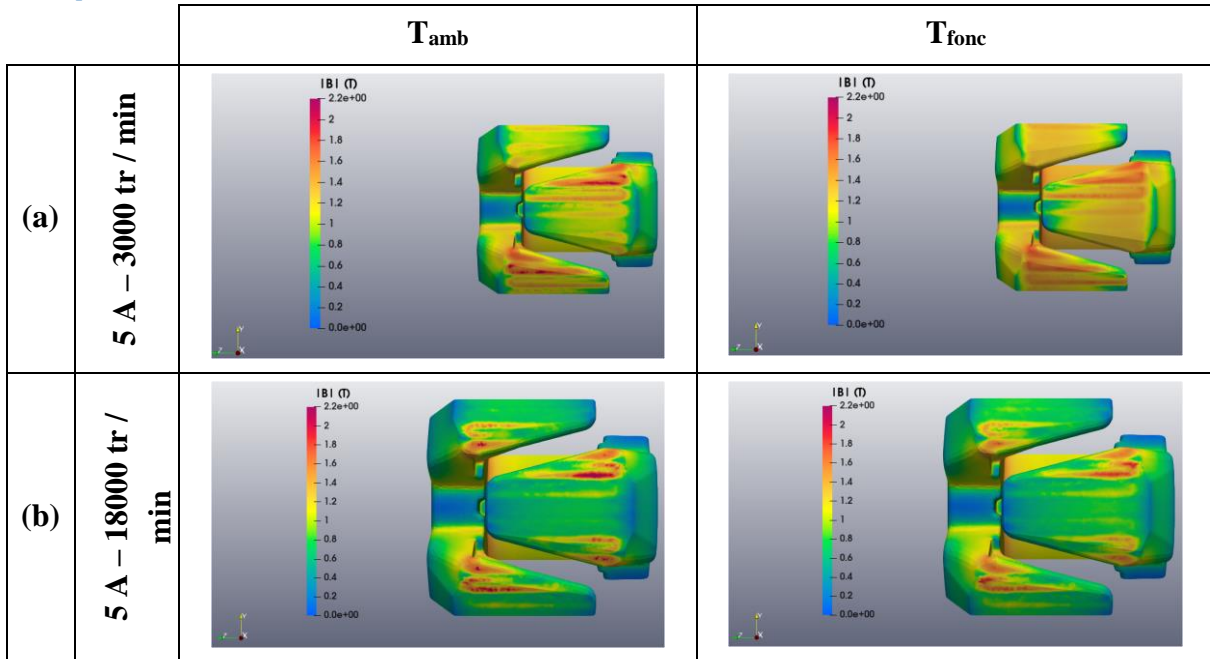 T_amb
T_fonc
(a)
5 A – 3000 tr / min
|B| (T)
2.2e+00
2
1.8
1.6
1.4
1.2
1
0.8
0.6
0.4
0.2
0.0e+00
Y
Z
X
|B| (T)
2.2e+00
2
1.8
1.6
1.4
1.2
1
0.8
0.6
0.4
0.2
0.0e+00
Y
Z
X
(b)
5 A – 18000 tr /
min
|B| (T)
2.2e+00
2
1.8
1.6
1.4
1.2
1
0.8
0.6
0.4
0.2
0.0e+00
Y
Z
X
|B| (T)
2.2e+00
2
1.8
1.6
1.4
1.2
1
0.8
0.6
0.4
0.2
0.0e+00
Y
Z
X